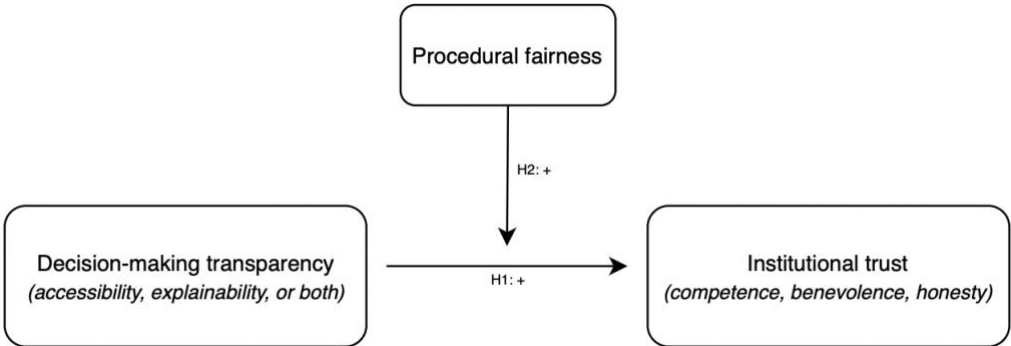 Procedural fairness
H2: +
Decision-making transparency
(accessibility, explainability, or both)
H1: +
Institutional trust
(competence, benevolence, honesty)